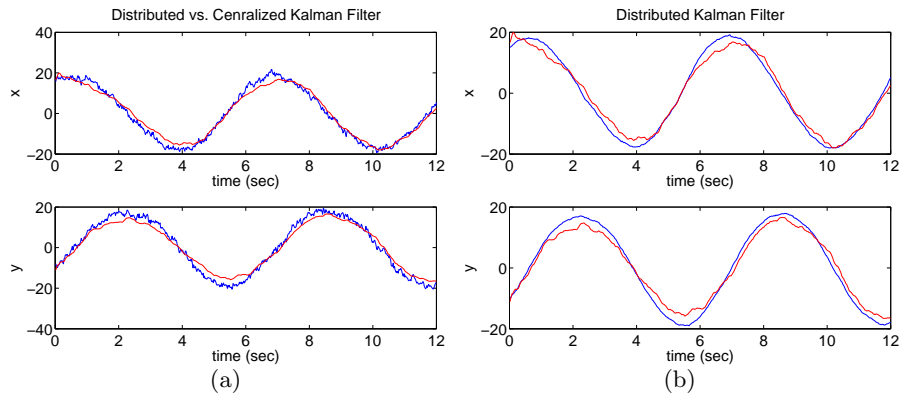 Distributed vs. Cenralized Kalman Filter
40
20
0
−20
x
0 2 4 6 8 10 12
time (sec)
20
0
−20
−40
y
0 2 4 6 8 10 12
time (sec)
(a)
Distributed Kalman Filter
20
0
−20
x
0 2 4 6 8 10 12
time (sec)
20
0
−20
y
0 2 4 6 8 10 12
time (sec)
(b)